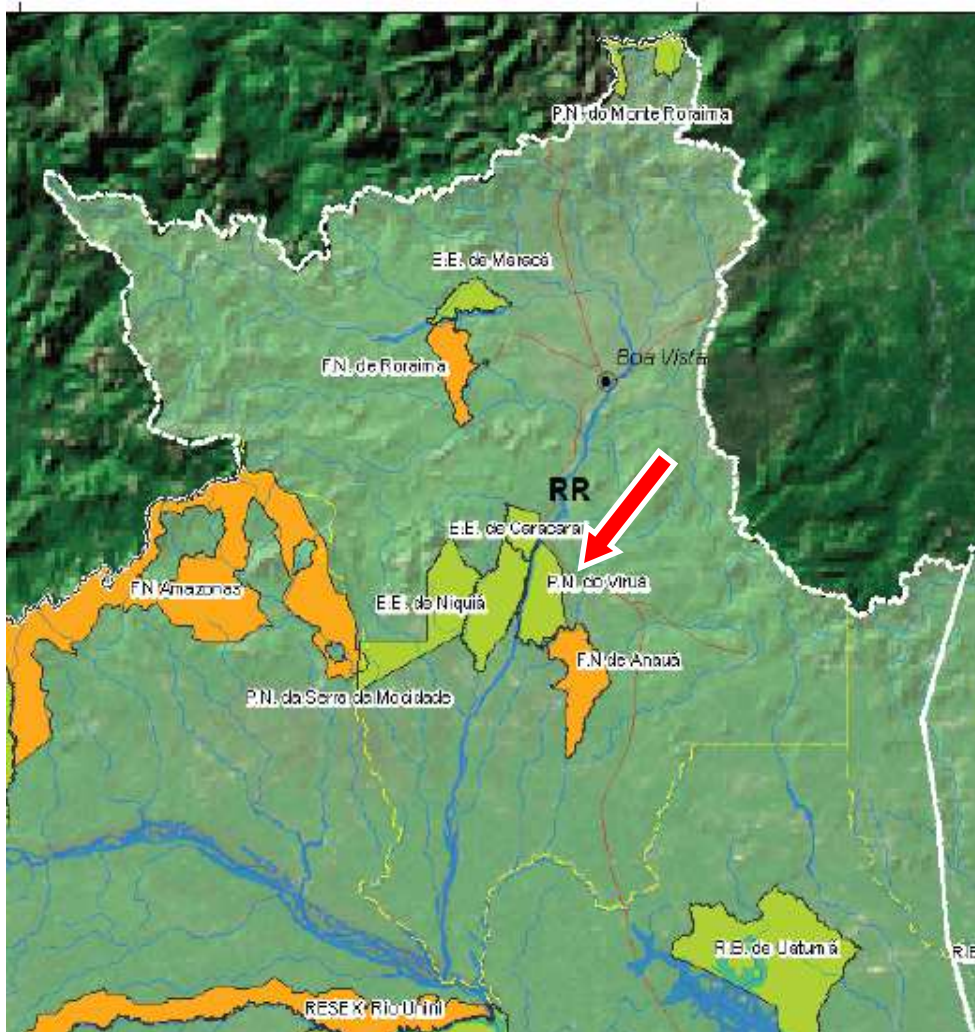 P.N. do Monte Roraima
E.E. de Maracá
F.N. de Roraima
Boa Vista
RR
E.E. de Caracaraí
FN Amazonas
E.E. de Niquiá
P.N. do Viruá
F.N de Anauá
P.N. da Serra da Mocidade
R.B. de Uatumã
R.B
RESEX Rio Unini